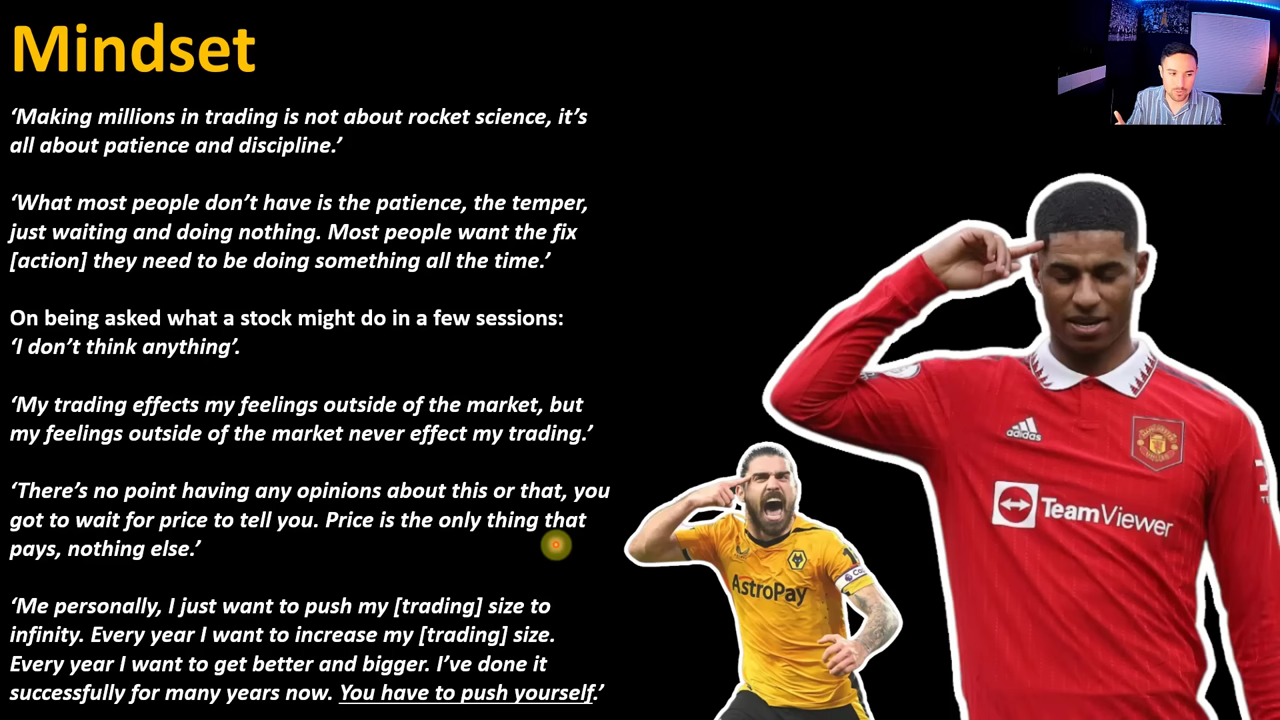 Mindset
‘Making millions in trading is not about rocket science, it’s
all about patience and discipline.’
‘What most people don’t have is the patience, the temper,
just waiting and doing nothing. Most people want the fix
[action] they need to be doing something all the time.’
On being asked what a stock might do in a few sessions:
‘I don’t think anything’.
‘My trading effects my feelings outside of the market, but
my feelings outside of the market never effect my trading.’
‘There’s no point having any opinions about this or that, you
got to wait for price to tell you. Price is the only thing that
pays, nothing else.’
‘Me personally, I just want to push my [trading] size to
infinity. Every year I want to increase my [trading] size.
Every year I want to get better and bigger. I’ve done it
successfully for many years now. You have to push yourself.’
adidas
TeamViewer
AstroPay